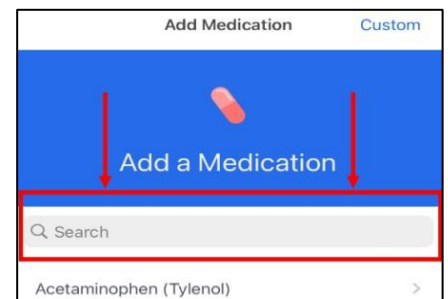 Add Medication Custom
Add a Medication
Search
Acetaminophen (Tylenol)